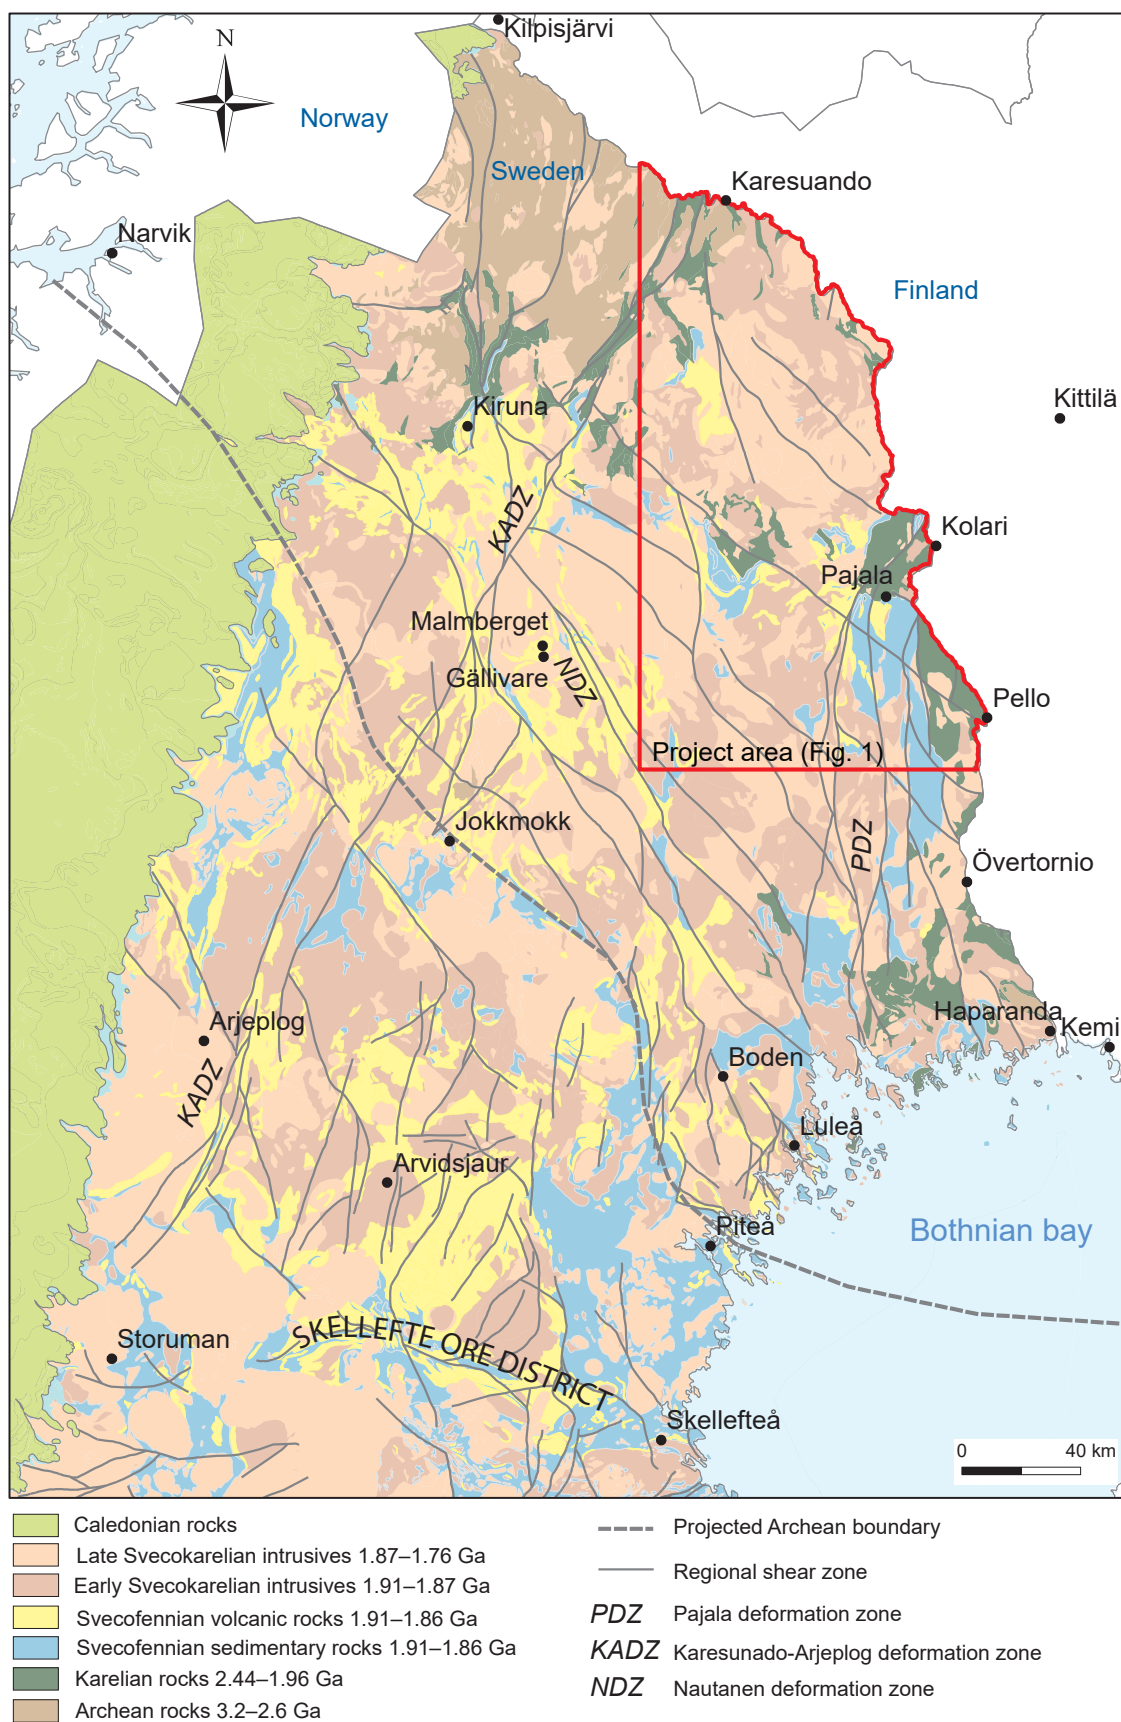 Kilpisjärvi
N
Norway
Sweden
Karesuando
Narvik
Finland
Kittilä
Kiruna
KADZ
Kolari
Pajala
Malmberget
Gällivare
NDZ
Pello
Project area (Fig. 1)
Jokkmokk
PDZ
Övertornio
Arjeplog
Haparanda
Kemi
Boden
KADZ
Luleå
Arvidsjaur
Piteå
Bothnian bay
Storuman
SKELLEFTE ORE DISTRICT
Skellefteå
0 40 km
Caledonian rocks
Late Svecokarelian intrusives 1.87–1.76 Ga
Early Svecokarelian intrusives 1.91–1.87 Ga
Svecofennian volcanic rocks 1.91–1.86 Ga
Svecofennian sedimentary rocks 1.91–1.86 Ga
Karelian rocks 2.44–1.96 Ga
Archean rocks 3.2–2.6 Ga
Projected Archean boundary
Regional shear zone
PDZ Pajala deformation zone
KADZ Karesunado-Arjeplog deformation zone
NDZ Nautanen deformation zone